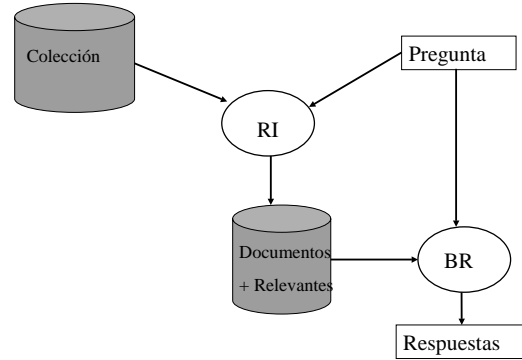 Colección
Pregunta
RI
Documentos
+ Relevantes
BR
Respuestas